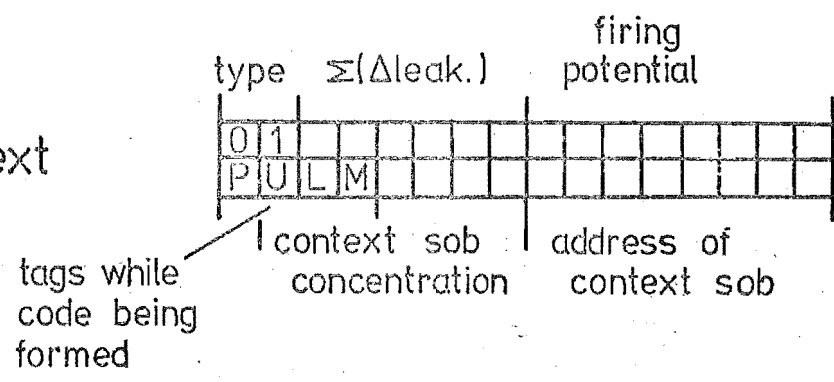 firing
type Σ(Δleak.) potential
ext
0 1
P U L M
context sob address of
concentration context sob
tags while
code being
formed